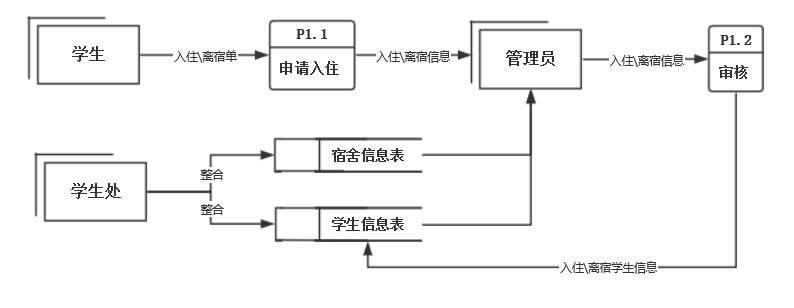 学生
入住\离宿单
P1.1
申请入住
入住\离宿信息
管理员
入住\离宿信息
P1.2
审核
学生处
整合
整合
宿舍信息表
学生信息表
入住\离宿学生信息